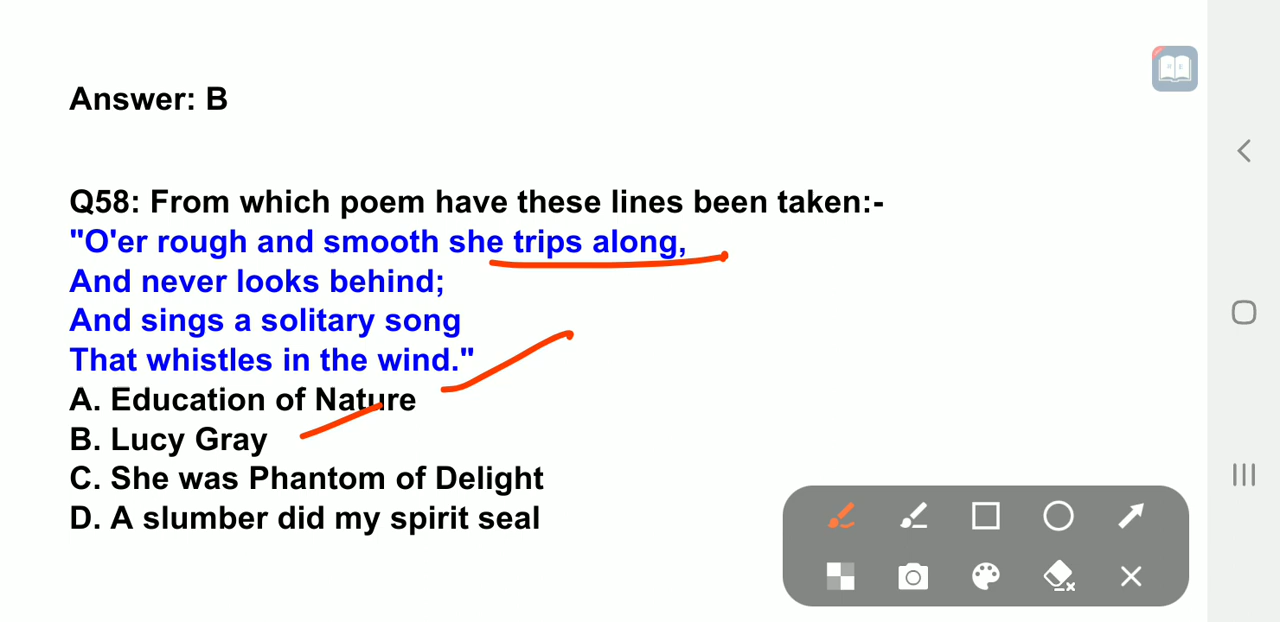 Answer: B
Q58: From which poem have these lines been taken:-
"O'er rough and smooth she trips along,
And never looks behind;
And sings a solitary song
That whistles in the wind."
A. Education of Nature
B. Lucy Gray
C. She was Phantom of Delight
D. A slumber did my spirit seal